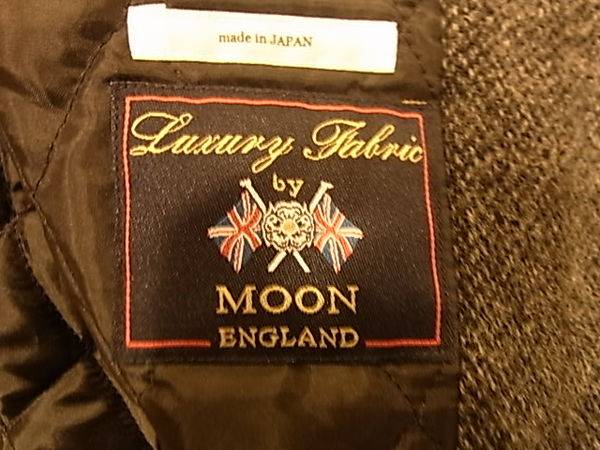 made in JAPAN
Luxury Fabric
by
MOON
ENGLAND